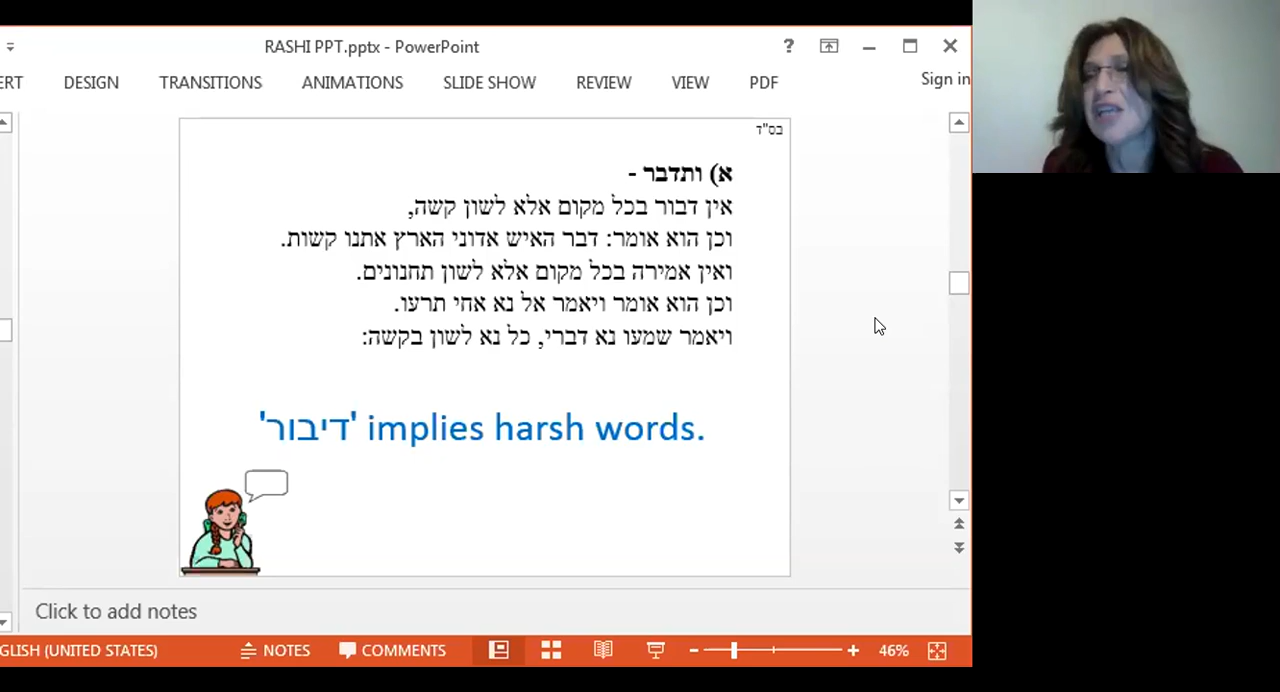 RASHI PPT.pptx - PowerPoint
?
ERT DESIGN TRANSITIONS ANIMATIONS SLIDE SHOW REVIEW VIEW PDF Sign in
בס"ד
א) ותדבר -
אין דבור בכל מקום אלא לשון קשה,
וכן הוא אומר: דבר האיש אדוני הארץ אתנו קשות.
ואין אמירה בכל מקום אלא לשון תחנונים.
וכן הוא אומר ויאמר אל נא אחי תרעו.
ויאמר שמעו נא דברי, כל נא לשון בקשה:
'דיבור' implies harsh words.
Click to add notes
GLISH (UNITED STATES) NOTES COMMENTS - + 46%